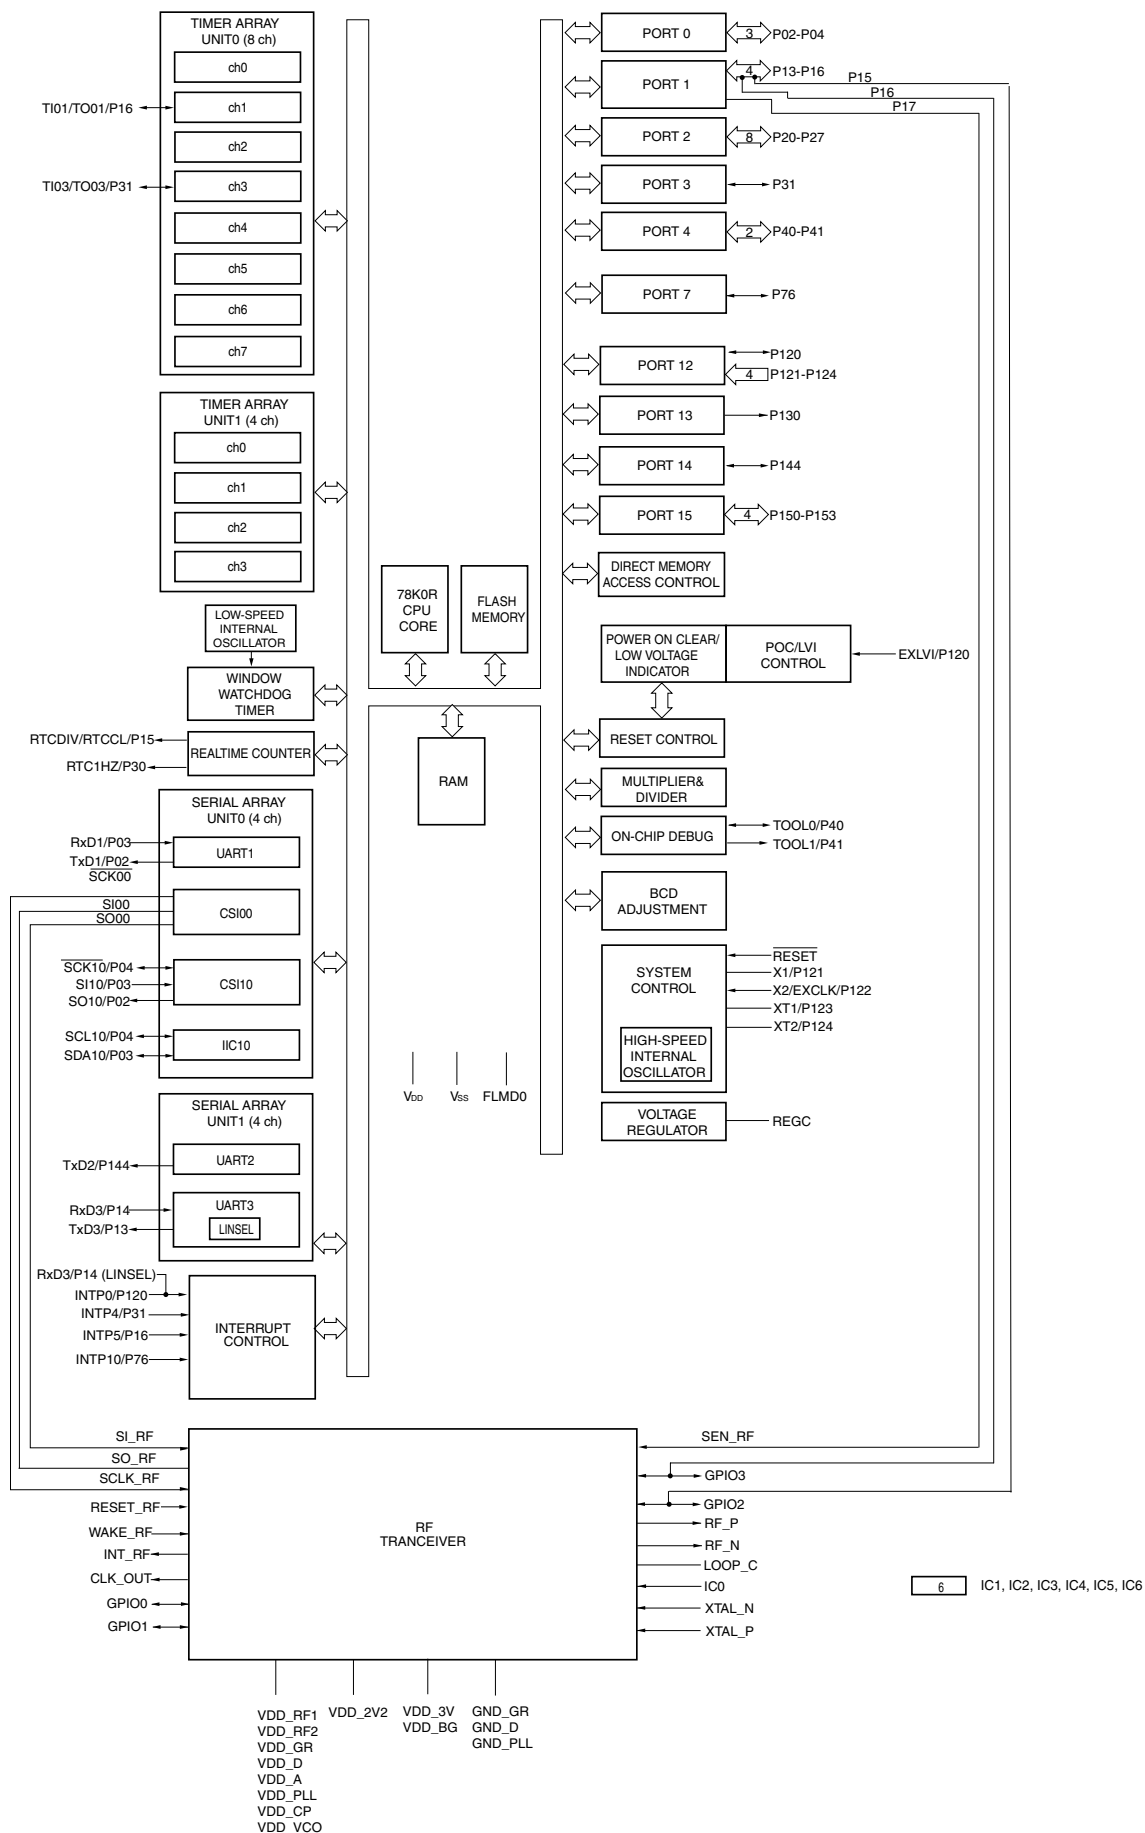 TIMER ARRAY
UNIT0 (8 ch)
ch0
TI01/TO01/P16
ch1
ch2
TI03/TO03/P31
ch3
ch4
ch5
ch6
ch7
TIMER ARRAY
UNIT1 (4 ch)
ch0
ch1
ch2
ch3
LOW-SPEED
INTERNAL
OSCILLATOR
WINDOW
WATCHDOG
TIMER
RTCDIV/RTCCL/P15
RTC1HZ/P30
REALTIME COUNTER
SERIAL ARRAY
UNIT0 (4 ch)
RxD1/P03
TxD1/P02
UART1
SCK00
SI00
SO00
CSI00
SCK10/P04
SI10/P03
SO10/P02
CSI10
SCL10/P04
SDA10/P03
IIC10
SERIAL ARRAY
UNIT1 (4 ch)
TxD2/P144
UART2
RxD3/P14
TxD3/P13
UART3
LINSEL
RxD3/P14 (LINSEL)
INTP0/P120
INTP4/P31
INTP5/P16
INTP10/P76
INTERRUPT
CONTROL
78K0R
CPU
CORE
FLASH
MEMORY
RAM
VDD
VSS
FLMD0
PORT 0
3
P02-P04
PORT 1
4
P13-P16
P15
P16
P17
PORT 2
8
P20-P27
PORT 3
P31
PORT 4
2
P40-P41
PORT 7
P76
PORT 12
P120
4
P121-P124
PORT 13
P130
PORT 14
P144
PORT 15
4
P150-P153
DIRECT MEMORY
ACCESS CONTROL
POWER ON CLEAR/
LOW VOLTAGE
INDICATOR
POC/LVI
CONTROL
EXLVI/P120
RESET CONTROL
MULTIPLIER&
DIVIDER
ON-CHIP DEBUG
TOOL0/P40
TOOL1/P41
BCD
ADJUSTMENT
SYSTEM
CONTROL
HIGH-SPEED
INTERNAL
OSCILLATOR
RESET
X1/P121
X2/EXCLK/P122
XT1/P123
XT2/P124
VOLTAGE
REGULATOR
REGC
SI_RF
SO_RF
SCLK_RF
RESET_RF
WAKE_RF
INT_RF
CLK_OUT
GPIO0
GPIO1
RF
TRANCEIVER
SEN_RF
GPIO3
GPIO2
RF_P
RF_N
LOOP_C
IC0
XTAL_N
XTAL_P
6
IC1, IC2, IC3, IC4, IC5, IC6
VDD_RF1
VDD_RF2
VDD_GR
VDD_D
VDD_A
VDD_PLL
VDD_CP
VDD_VCO
VDD_2V2
VDD_3V
VDD_BG
GND_GR
GND_D
GND_PLL